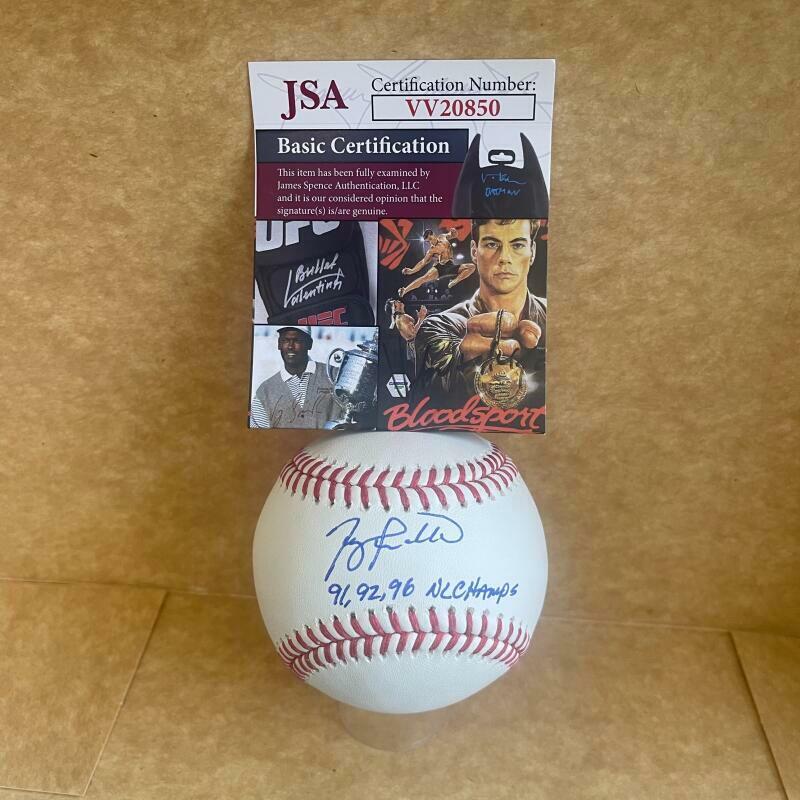 JSA
Certification Number:
VV20850
Basic Certification
This item has been fully examined by
James Spence Authentication, LLC
and it is our considered opinion that the
signature(s) is/are genuine.
UFC
Bullet
Valentina
UFC
Bloodsport
91, 92, 96 NL CHAMPS